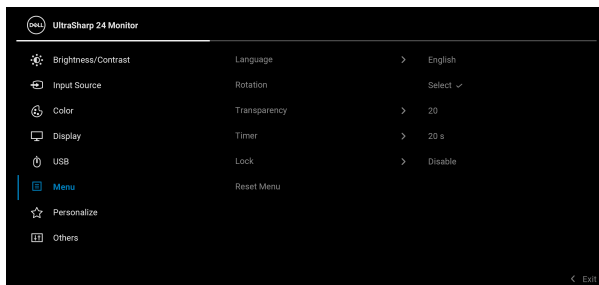 DELL UltraSharp 24 Monitor
Brightness/Contrast Language > English
Input Source Rotation Select ✓
Color Transparency > 20
Display Timer > 20 s
USB Lock > Disable
Menu Reset Menu
Personalize
Others
< Exit